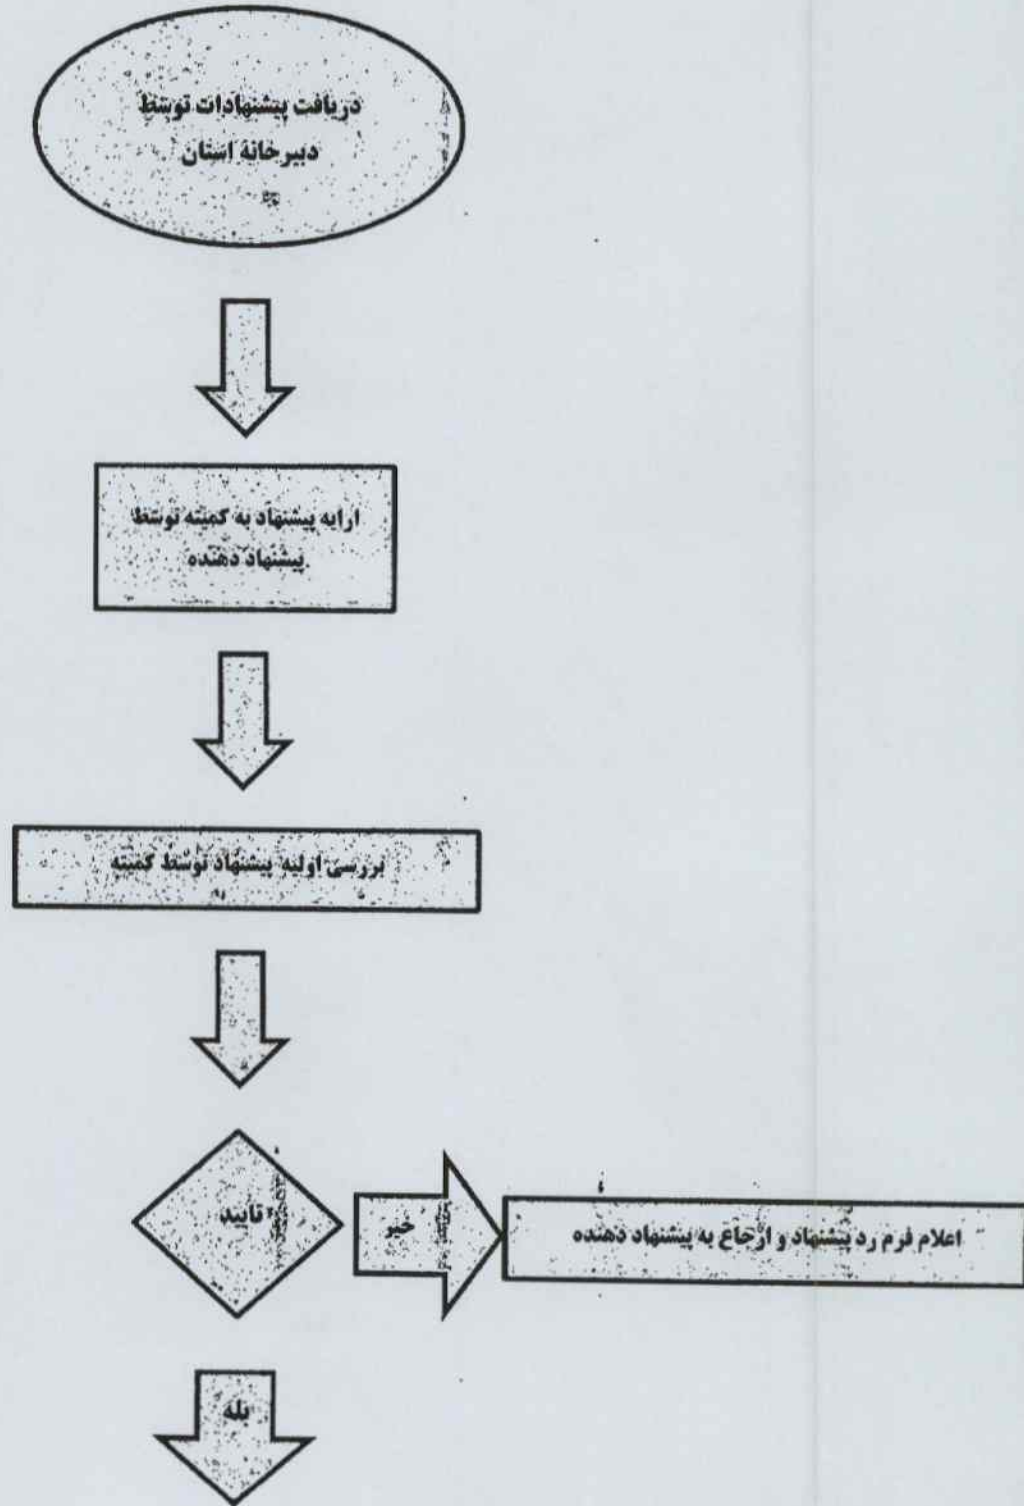 دریافت پیشنهادات توسط
دبیرخانه استان
ارایه پیشنهاد به کمیته توسط
پیشنهاد دهنده
بررسی اولیه پیشنهاد توسط کمیته
تایید
خیر
اعلام فرم رد پیشنهاد و ارجاع به پیشنهاد دهنده
بله